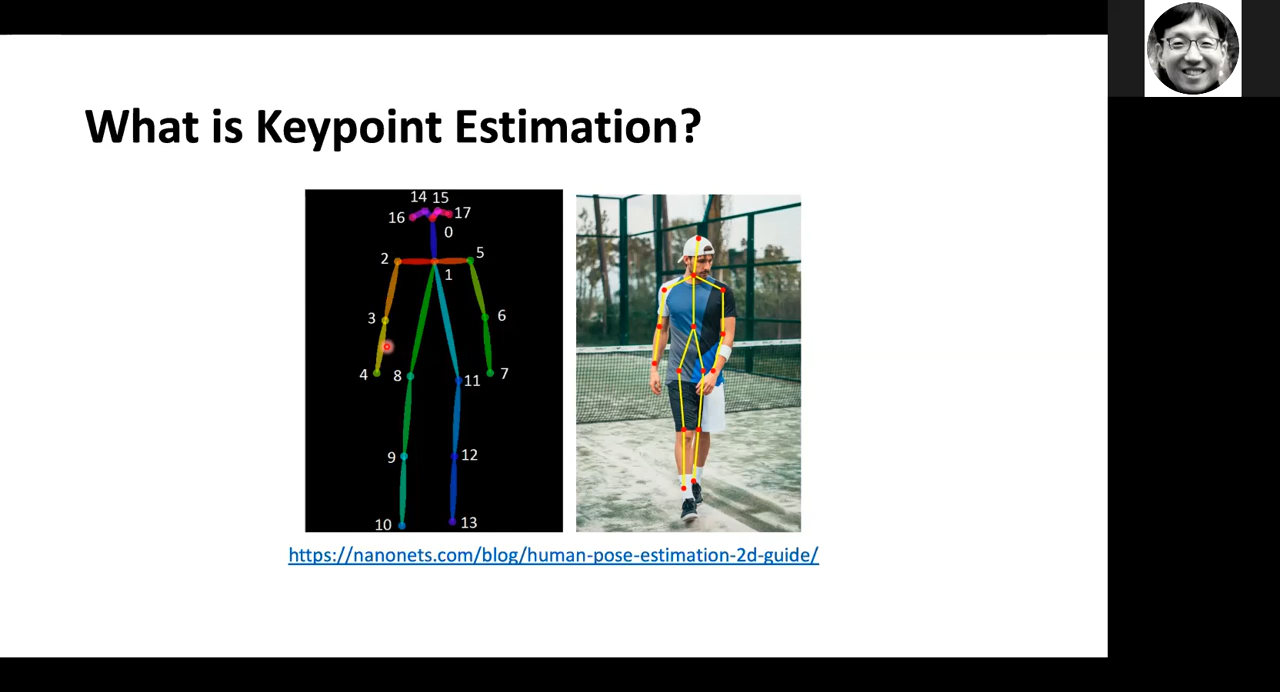 What is Keypoint Estimation?
14 15
16 17
0
2 5
1
3 6
4 8 11 7
9 12
10 13
https://nanonets.com/blog/human-pose-estimation-2d-guide/